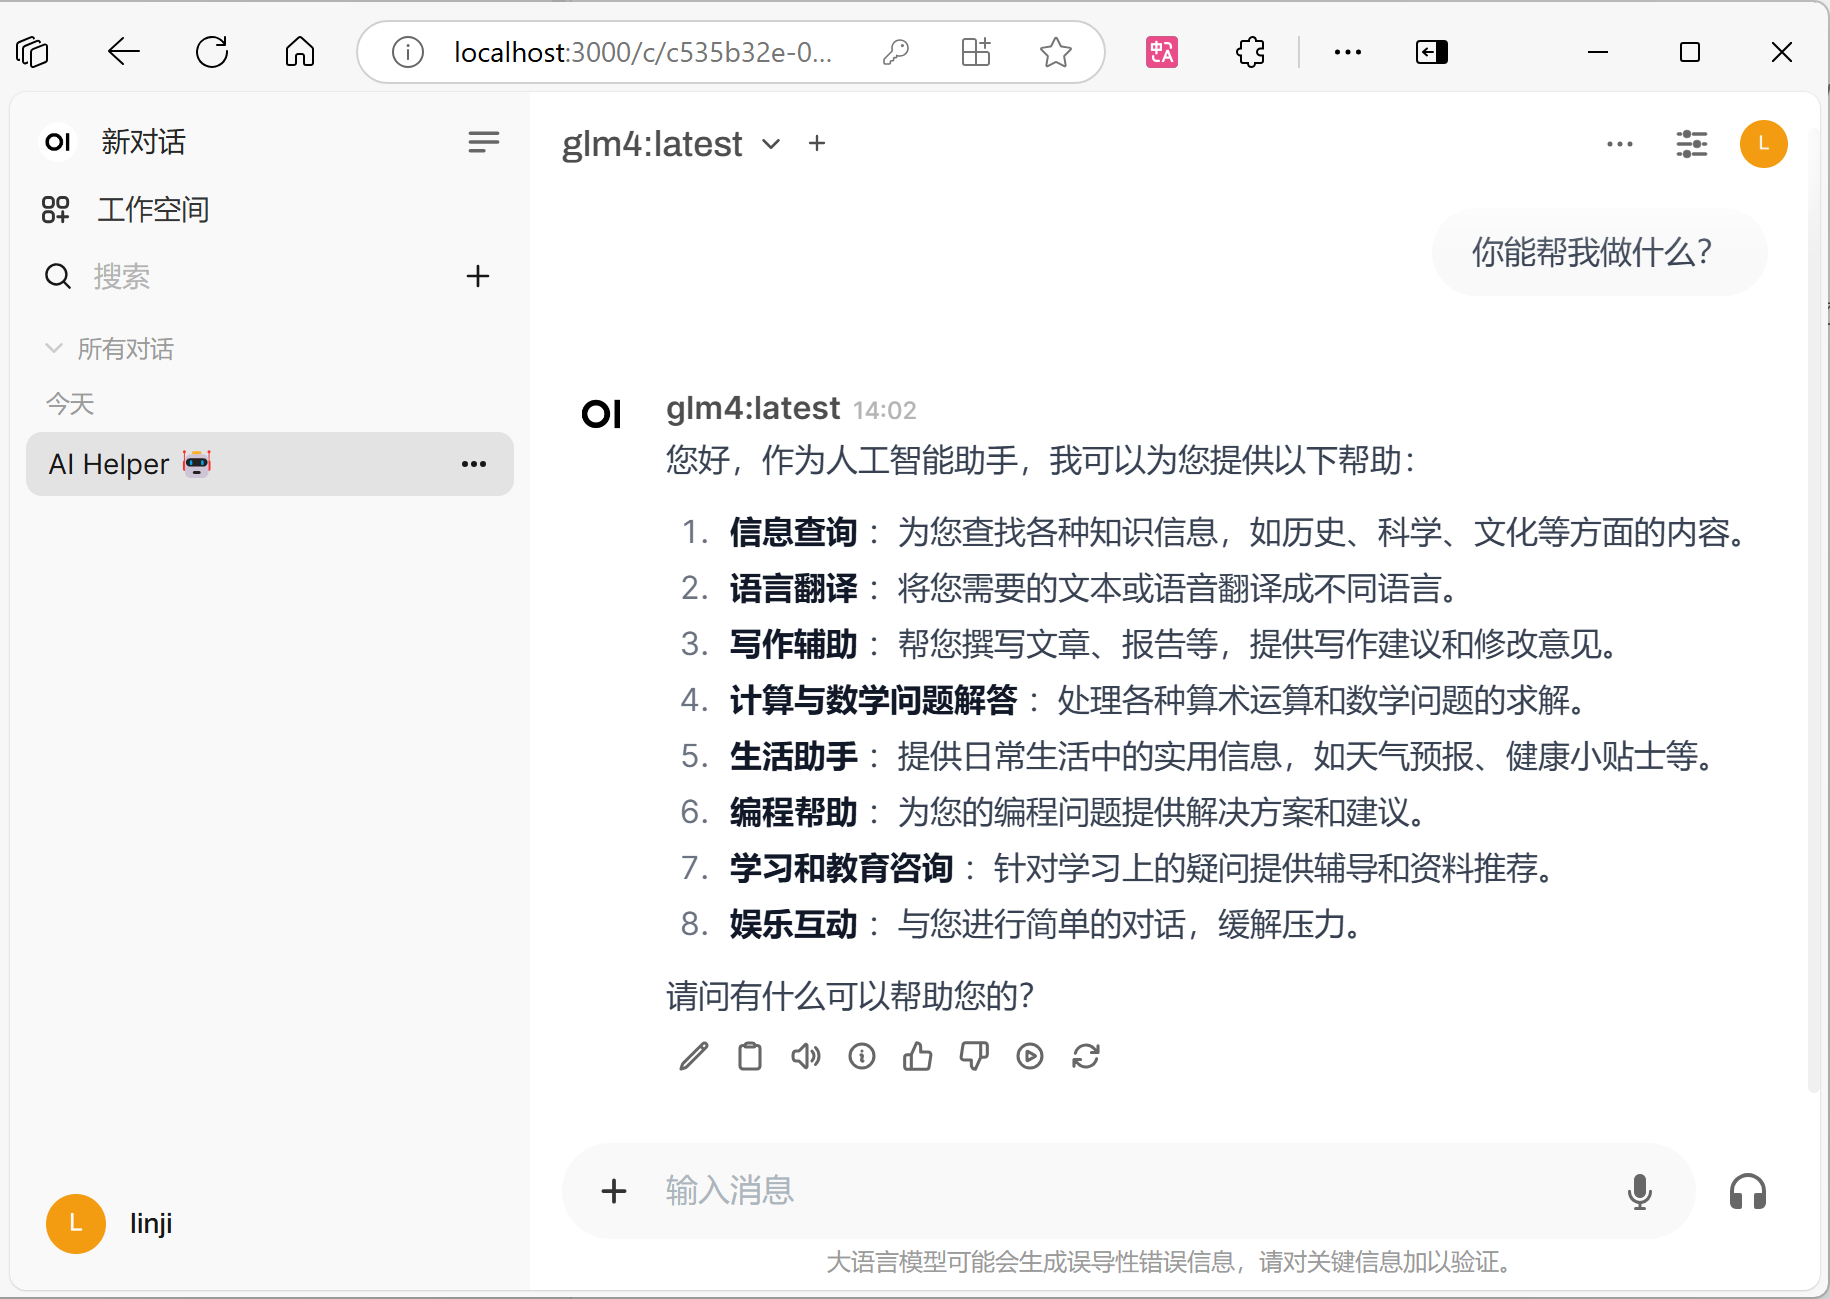 localhost:3000/c/c535b32e-0...
中A
OI 新对话
工作空间
搜索
所有对话
今天
AI Helper
L linji
glm4:latest
L
你能帮我做什么？
OI glm4:latest 14:02
您好，作为人工智能助手，我可以为您提供以下帮助：
1. 信息查询 ：为您查找各种知识信息，如历史、科学、文化等方面的内容。
2. 语言翻译 ：将您需要的文本或语音翻译成不同语言。
3. 写作辅助 ：帮您撰写文章、报告等，提供写作建议和修改意见。
4. 计算与数学问题解答 ：处理各种算术运算和数学问题的求解。
5. 生活助手 ：提供日常生活中的实用信息，如天气预报、健康小贴士等。
6. 编程帮助 ：为您的编程问题提供解决方案和建议。
7. 学习和教育咨询 ：针对学习上的疑问提供辅导和资料推荐。
8. 娱乐互动 ：与您进行简单的对话，缓解压力。
请问有什么可以帮助您的？
输入消息
大语言模型可能会生成误导性错误信息，请对关键信息加以验证。